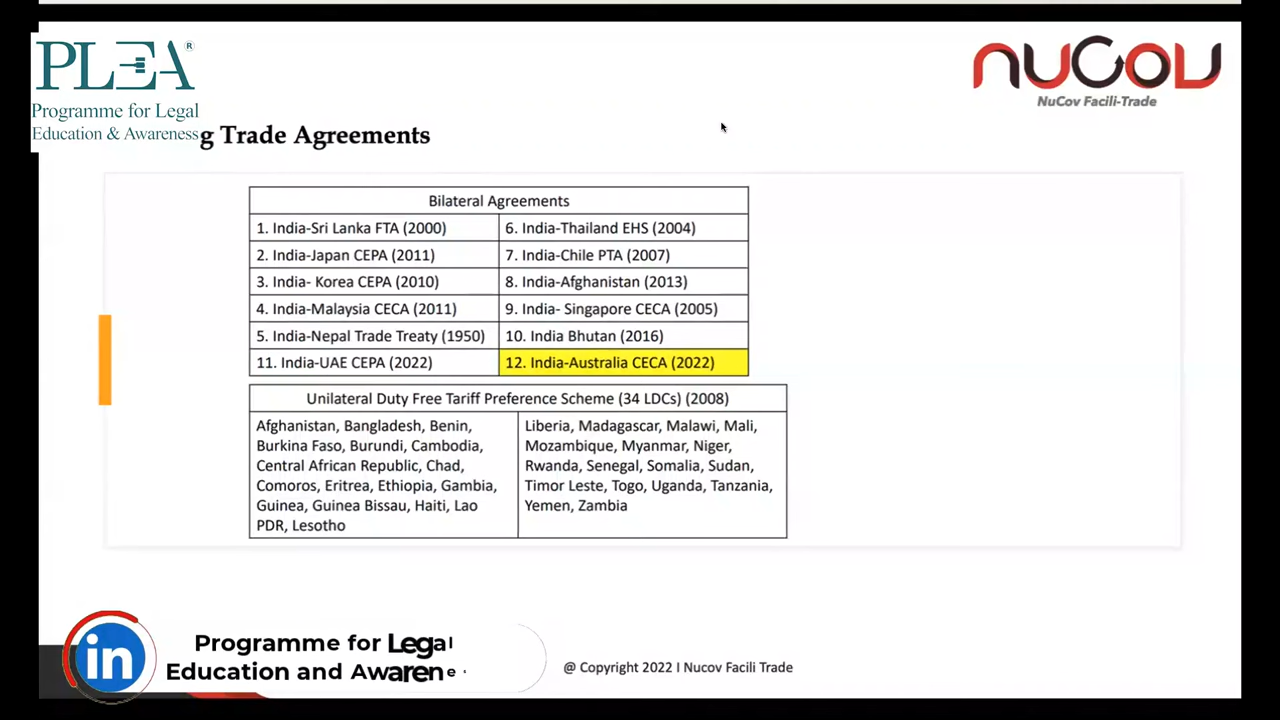 PLEA®
Programme for Legal
Education & Awareness
nuCov
NuCov Facili-Trade
g Trade Agreements
Bilateral Agreements
1. India-Sri Lanka FTA (2000)
6. India-Thailand EHS (2004)
2. India-Japan CEPA (2011)
7. India-Chile PTA (2007)
3. India- Korea CEPA (2010)
8. India-Afghanistan (2013)
4. India-Malaysia CECA (2011)
9. India- Singapore CECA (2005)
5. India-Nepal Trade Treaty (1950)
10. India Bhutan (2016)
11. India-UAE CEPA (2022)
12. India-Australia CECA (2022)
Unilateral Duty Free Tariff Preference Scheme (34 LDCs) (2008)
Afghanistan, Bangladesh, Benin,
Burkina Faso, Burundi, Cambodia,
Central African Republic, Chad,
Comoros, Eritrea, Ethiopia, Gambia,
Guinea, Guinea Bissau, Haiti, Lao
PDR, Lesotho
Liberia, Madagascar, Malawi, Mali,
Mozambique, Myanmar, Niger,
Rwanda, Senegal, Somalia, Sudan,
Timor Leste, Togo, Uganda, Tanzania,
Yemen, Zambia
in
Programme for Legal
Education and Awarene
@ Copyright 2022 I Nucov Facili Trade